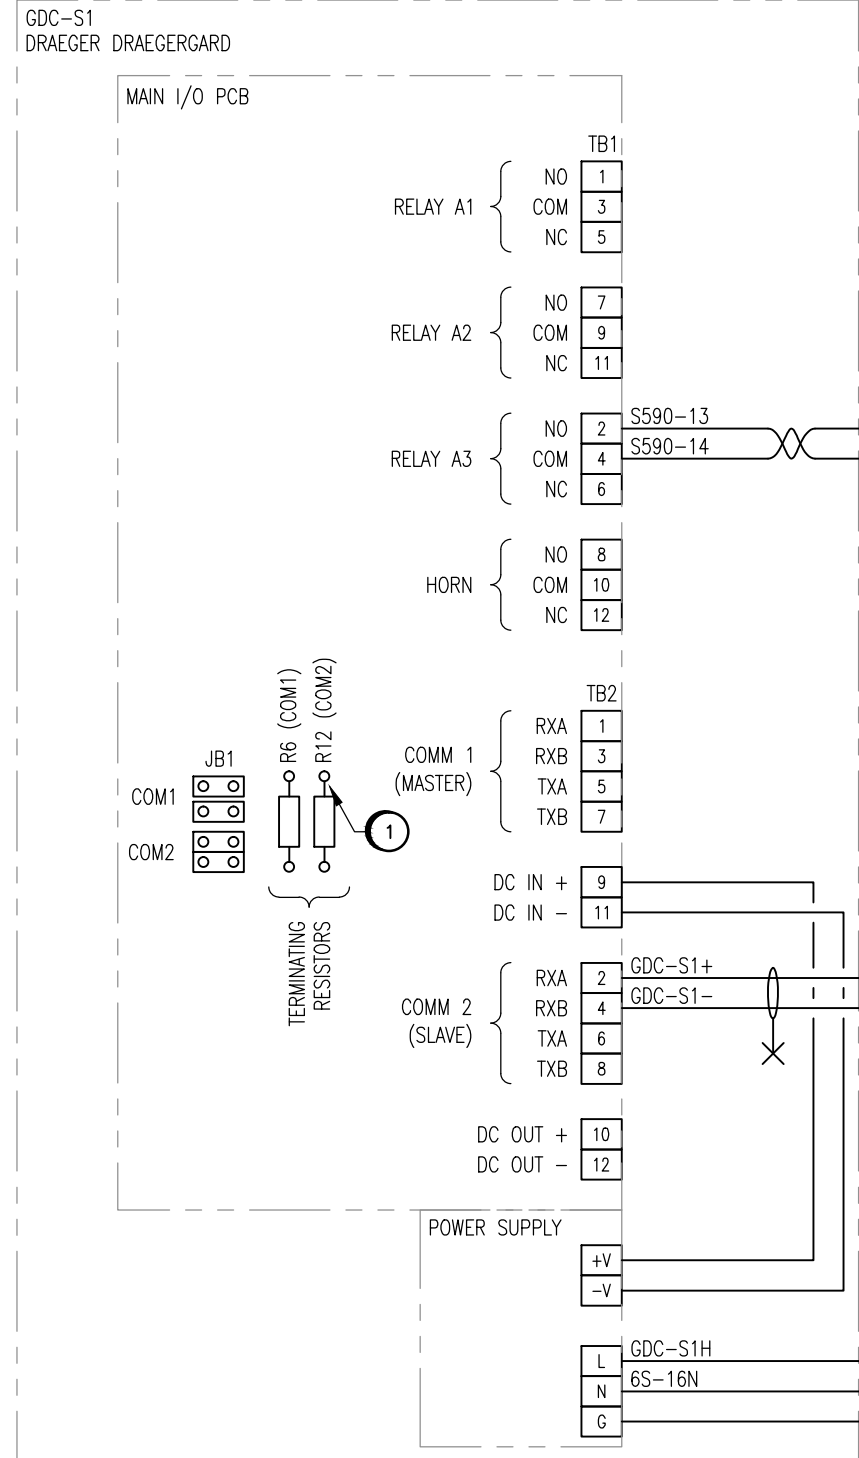 GDC-S1
DRAEGER DRAEGERGARD
MAIN I/O PCB
TB1
RELAY A1
NO 1
COM 3
NC 5
RELAY A2
NO 7
COM 9
NC 11
RELAY A3
NO 2 S590-13
COM 4 S590-14
NC 6
HORN
NO 8
COM 10
NC 12
JB1
COM1
COM2
R6 (COM1)
R12 (COM2)
1
TERMINATING
RESISTORS
TB2
COMM 1
(MASTER)
RXA 1
RXB 3
TXA 5
TXB 7
DC IN + 9
DC IN - 11
COMM 2
(SLAVE)
RXA 2 GDC-S1+
RXB 4 GDC-S1-
TXA 6
TXB 8
DC OUT + 10
DC OUT - 12
POWER SUPPLY
+V
-V
L GDC-S1H
N 6S-16N
G